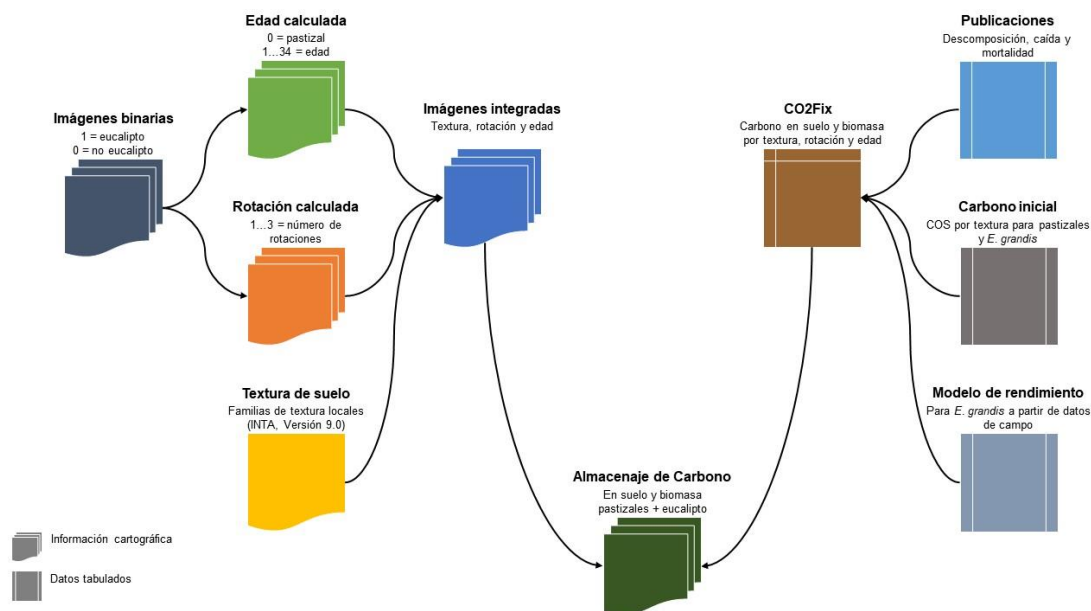 Edad calculada
0 = pastizal
1...34 = edad
Imágenes binarias
1 = eucalipto
0 = no eucalipto
Rotación calculada
1...3 = número de
rotaciones
Textura de suelo
Familias de textura locales
(INTA, Versión 9.0)
Imágenes integradas
Textura, rotación y edad
Almacenaje de Carbono
En suelo y biomasa
pastizales + eucalipto
CO2Fix
Carbono en suelo y biomasa
por textura, rotación y edad
Publicaciones
Descomposición, caída y
mortalidad
Carbono inicial
COS por textura para pastizales
y E. grandis
Modelo de rendimiento
Para E. grandis a partir de datos
de campo
Información cartográfica
Datos tabulados